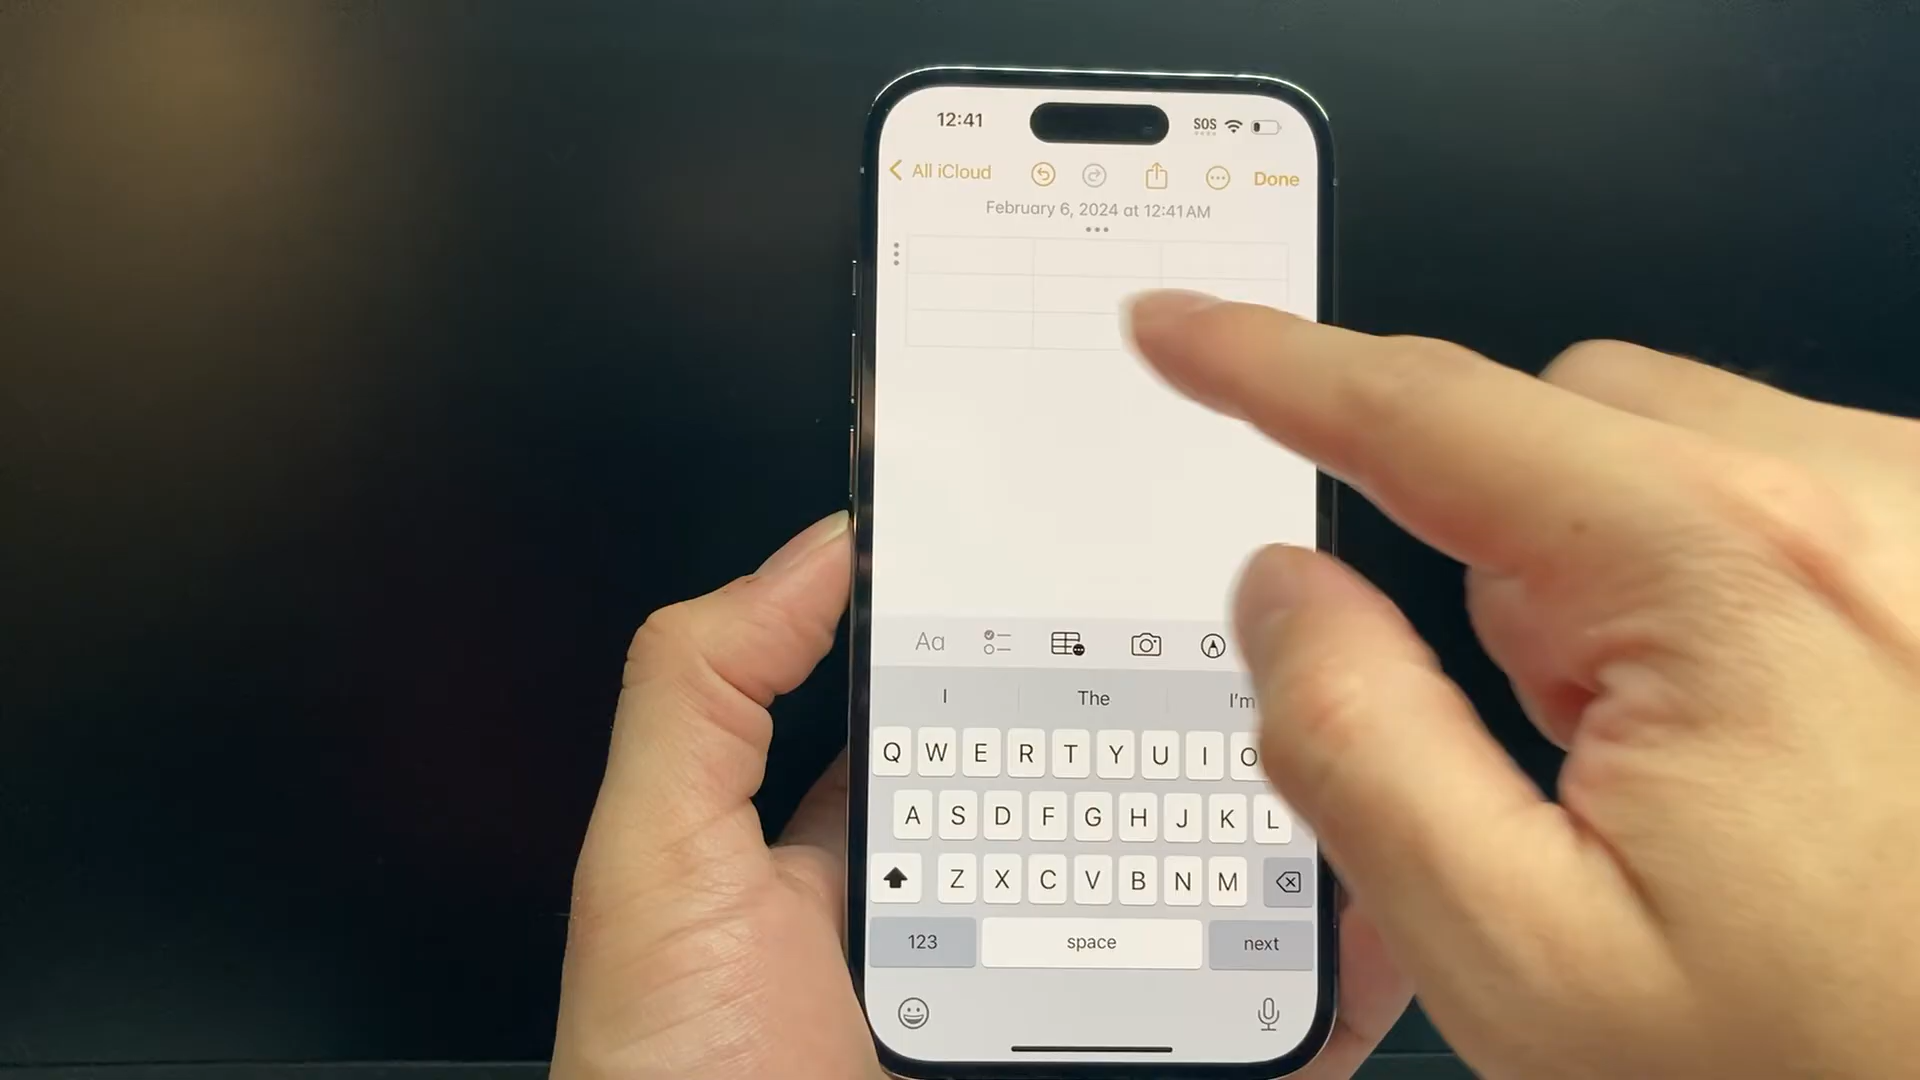 12:41 SOS
All iCloud Done
February 6, 2024 at 12:41 AM
Aa
I The I'm
Q W E R T Y U I O
A S D F G H J K L
Z X C V B N M
123 space next